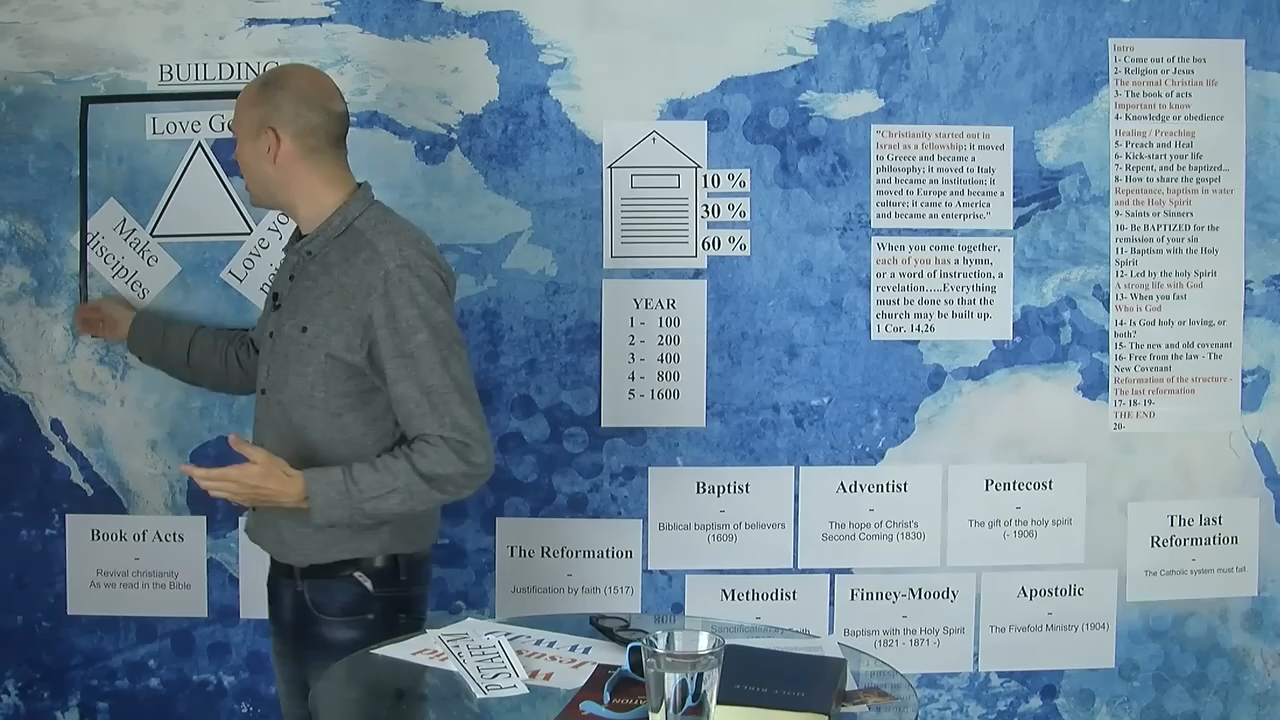 BUILDING
Love
Make
disciples
Love
10 %
30 %
60 %
YEAR
1 - 100
2 - 200
3 - 400
4 - 800
5 - 1600
"Christianity started out in
Israel as a fellowship; it moved
to Greece and became a
philosophy; it moved to Italy
and became an institution; it
moved to Europe and became a
culture; it came to America
and became an enterprise."
When you come together,
each of you has a hymn,
or a word of instruction, a
revelation.....Everything
must be done so that the
church may be built up.
1 Cor. 14,26
Intro
1- Come out of the box
2- Religion or Jesus
The normal Christian life
3- The book of acts
Important to know
4- Knowledge or obedience
Healing / Preaching
5- Preach and Heal
6- Kick-start your life
7- Repent, and be baptized...
8- How to share the gospel
Repentance, baptism in water
and the Holy Spirit
9- Saints or Sinners
10- Be BAPTIZED for the
remission of your sin
11- Baptism with the Holy
Spirit
12- Led by the holy Spirit
A strong life with God
13- When you fast
Who is God
14- Is God holy or loving, or
both?
15- The new and old covenant
16- Free from the law - The
New Covenant
Reformation of the structure -
The last reformation
17- 18- 19-
THE END
20-
Book of Acts
-
Revival christianity
As we read in the Bible
The Reformation
-
Justification by faith (1517)
Baptist
-
Biblical baptism of believers
(1609)
Adventist
-
The hope of Christ's
Second Coming (1830)
Pentecost
-
The gift of the holy spirit
(- 1906)
Methodist
-
Sanctification by faith
Finney-Moody
-
Baptism with the Holy Spirit
(1821 - 1871 -)
Apostolic
-
The Fivefold Ministry (1904)
The last
Reformation
-
The Catholic system must fall.
HOLY BIBLE